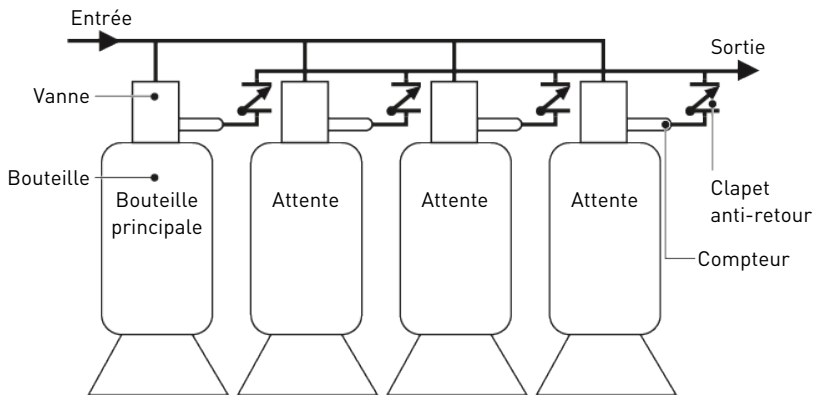 Entrée
Sortie
Vanne
Bouteille
Bouteille
principale
Attente
Attente
Attente
Clapet
anti-retour
Compteur